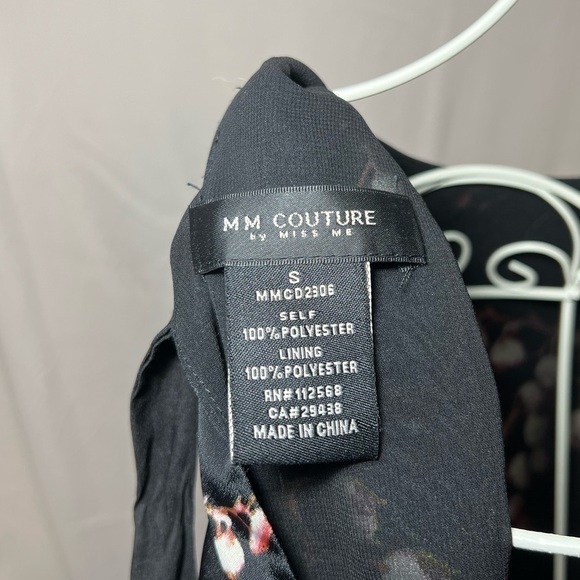 MM COUTURE
by MISS ME
S
MMCD2306
SELF
100%POLYESTER
LINING
100%POLYESTER
RN#112568
CA#29438
MADE IN CHINA